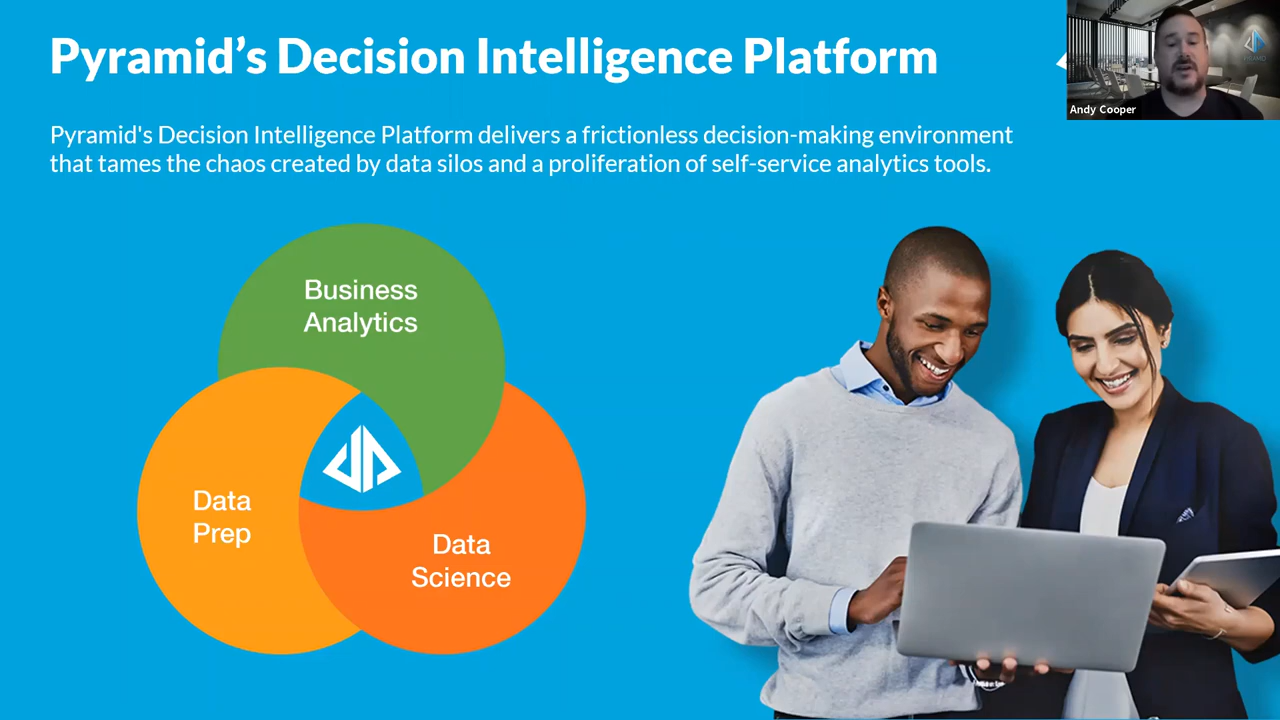 Pyramid’s Decision Intelligence Platform
Andy Cooper
Pyramid's Decision Intelligence Platform delivers a frictionless decision-making environment
that tames the chaos created by data silos and a proliferation of self-service analytics tools.
Business
Analytics
Data
Prep
Data
Science